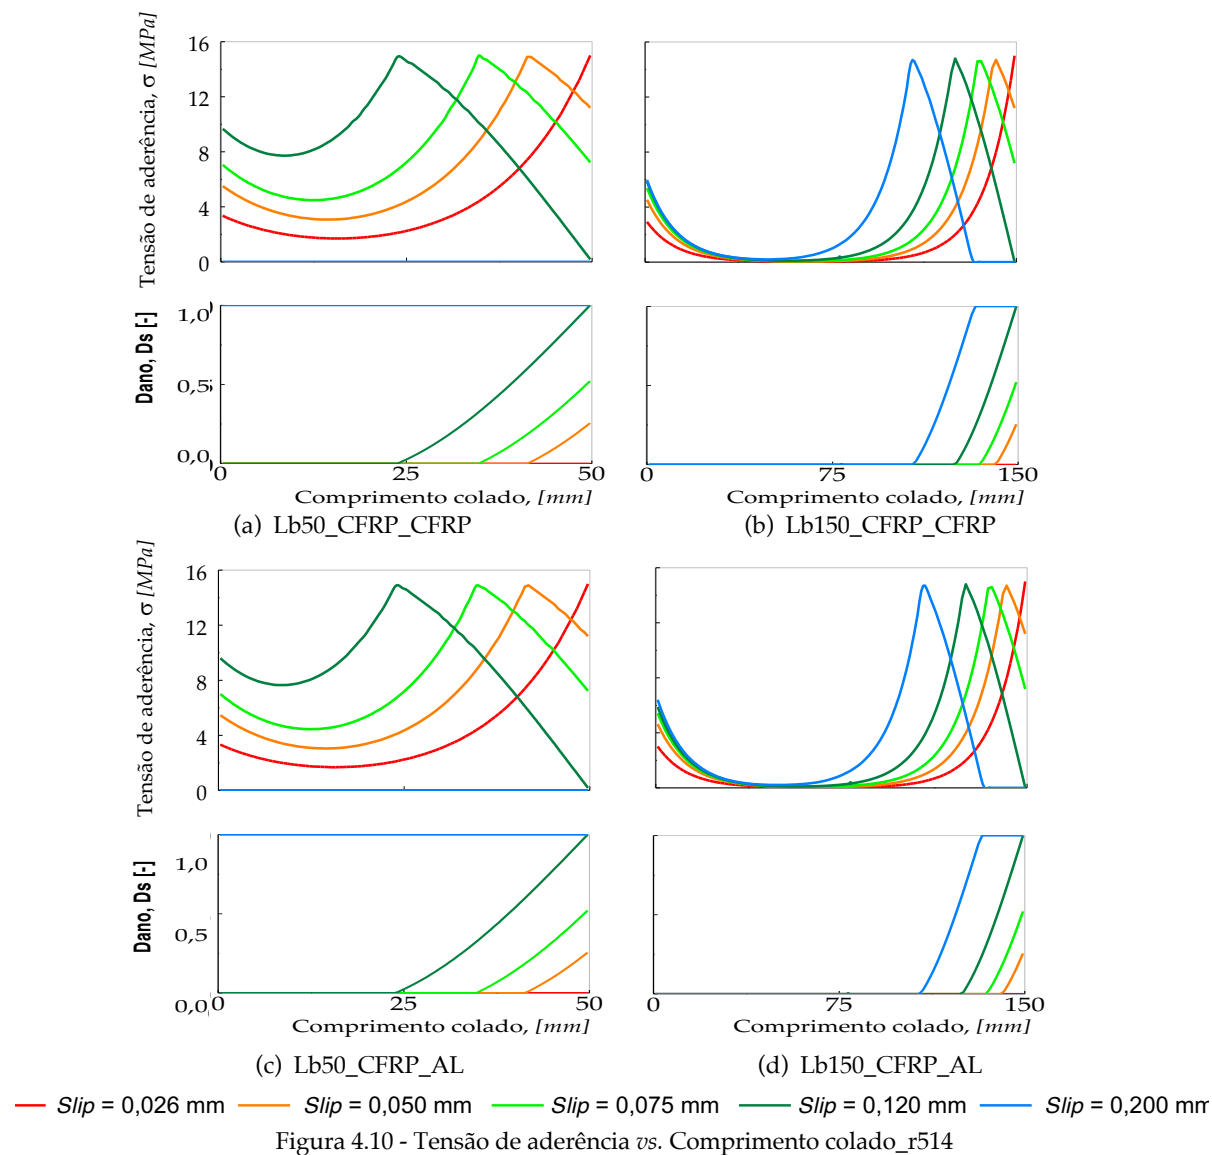 Tensão de aderência, σ [MPa]
16
12
8
4
0
Dano, Ds [-]
1,0
0,5
0,0
0
25
50
Comprimento colado, [mm]
0
75
150
Comprimento colado, [mm]
(a) Lb50_CFRP_CFRP
(b) Lb150_CFRP_CFRP
Tensão de aderência, σ [MPa]
16
12
8
4
0
Dano, Ds [-]
1,0
0,5
0,0
0
25
50
Comprimento colado, [mm]
0
75
150
Comprimento colado, [mm]
(c) Lb50_CFRP_AL
(d) Lb150_CFRP_AL
Slip = 0,026 mm Slip = 0,050 mm Slip = 0,075 mm Slip = 0,120 mm Slip = 0,200 mm
Figura 4.10 - Tensão de aderência vs. Comprimento colado_r514